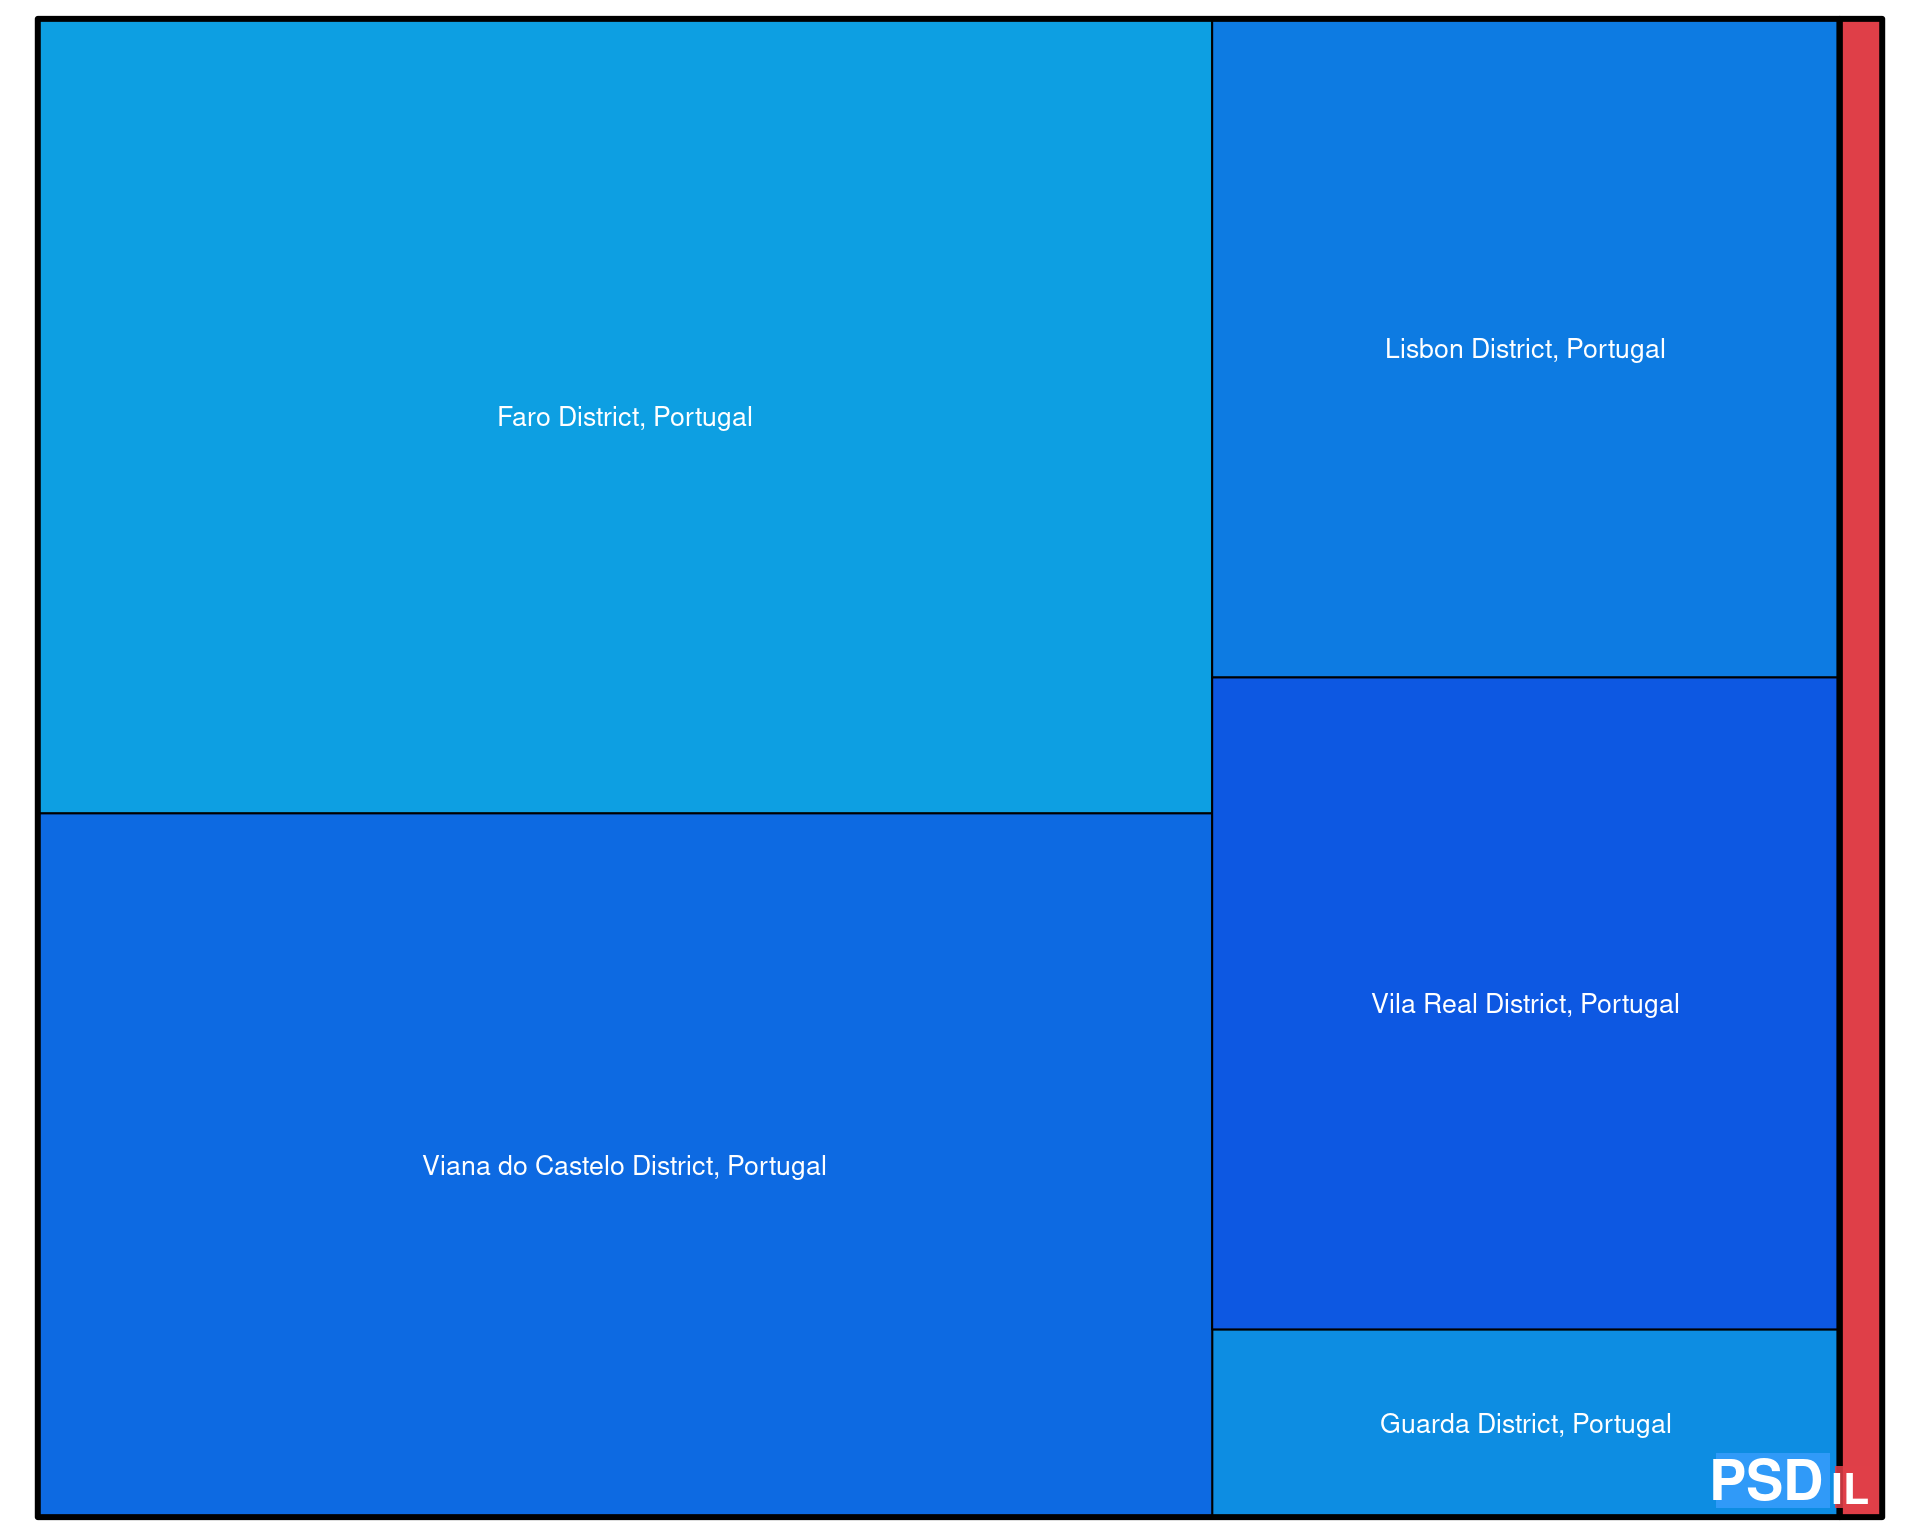 Faro District, Portugal
Lisbon District, Portugal
Viana do Castelo District, Portugal
Vila Real District, Portugal
Guarda District, Portugal
PSD
IL